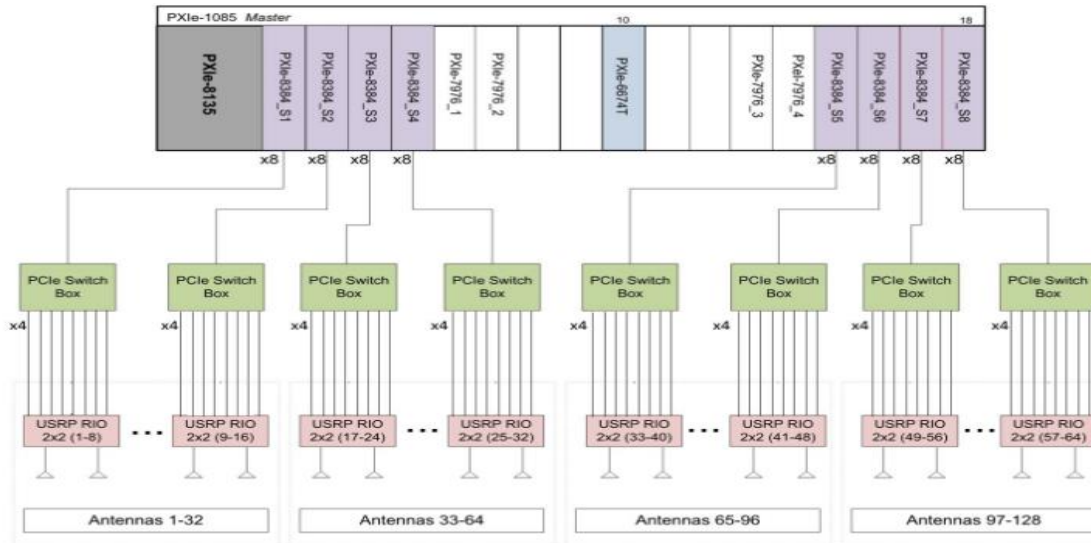 PXIe-1085 Master
10
18
PXIe-8135
PXIe-8384_S1
PXIe-8384_S2
PXIe-8384_S3
PXIe-8384_S4
PXIe-7976_1
PXIe-7976_2
PXIe-6674T
PXIe-7976_3
PXel-7976_4
PXIe-8384_S5
PXIe-8384_S6
PXIe-8384_S7
PXIe-8384_S8
x8 x8 x8 x8 x8 x8 x8 x8
PCIe Switch
Box
PCIe Switch
Box
PCIe Switch
Box
PCIe Switch
Box
PCIe Switch
Box
PCIe Switch
Box
PCIe Switch
Box
PCIe Switch
Box
x4 x4 x4 x4 x4 x4 x4 x4
USRP RIO
2x2 (1-8)
...
USRP RIO
2x2 (9-16)
USRP RIO
2x2 (17-24)
...
USRP RIO
2x2 (25-32)
USRP RIO
2x2 (33-40)
...
USRP RIO
2x2 (41-48)
USRP RIO
2x2 (49-56)
...
USRP RIO
2x2 (57-64)
Antennas 1-32
Antennas 33-64
Antennas 65-96
Antennas 97-128